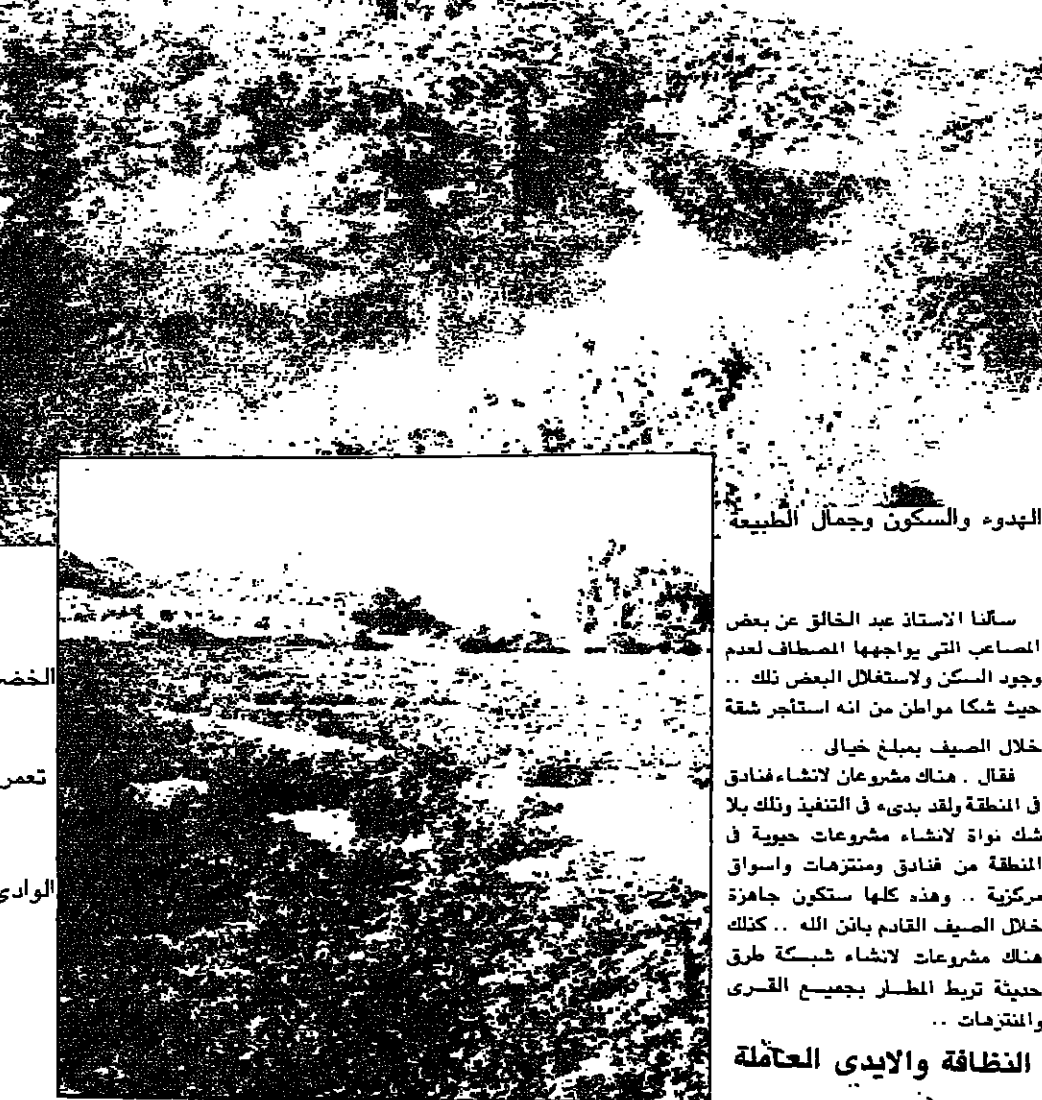 الهدوء والسكون وجمال الطبيعه
سألنا الاستاذ عبد الخالق عن بعض
المصاعب التى يواجهها المصطاف لعدم
وجود السكن ولاستغلال البعض ذلك ..
حيث شكا مواطن من انه استأجر شقة
خلال الصيف بمبلغ خيالى ..
فقال . هناك مشروعان لانشاء فنادق
فى المنطقة ولقد بدىء فى التنفيذ وذلك بلا
شك نواة لانشاء مشروعات حيوية فى
المنطقة من فنادق ومنتزهات واسواق
مركزية .. وهذه كلها ستكون جاهزة
خلال الصيف القادم باذن الله .. كذلك
هناك مشروعات لانشاء شبكة طرق
حديثة تربط المطار بجميع القرى
والمنتزهات ..
النظافة والايدى العاملة
الخضر
تعمر
الوادى